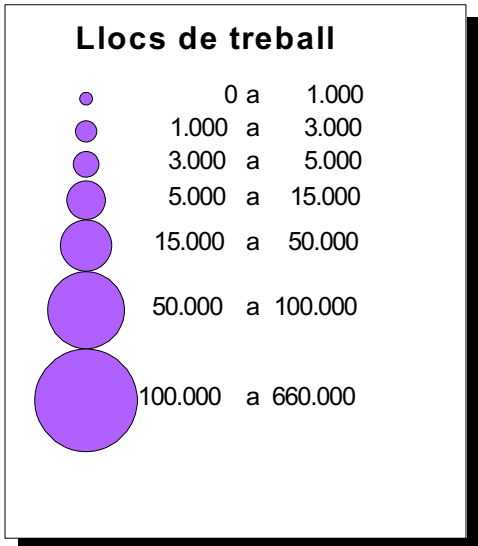 Llocs de treball
0 a 1.000
1.000 a 3.000
3.000 a 5.000
5.000 a 15.000
15.000 a 50.000
50.000 a 100.000
100.000 a 660.000